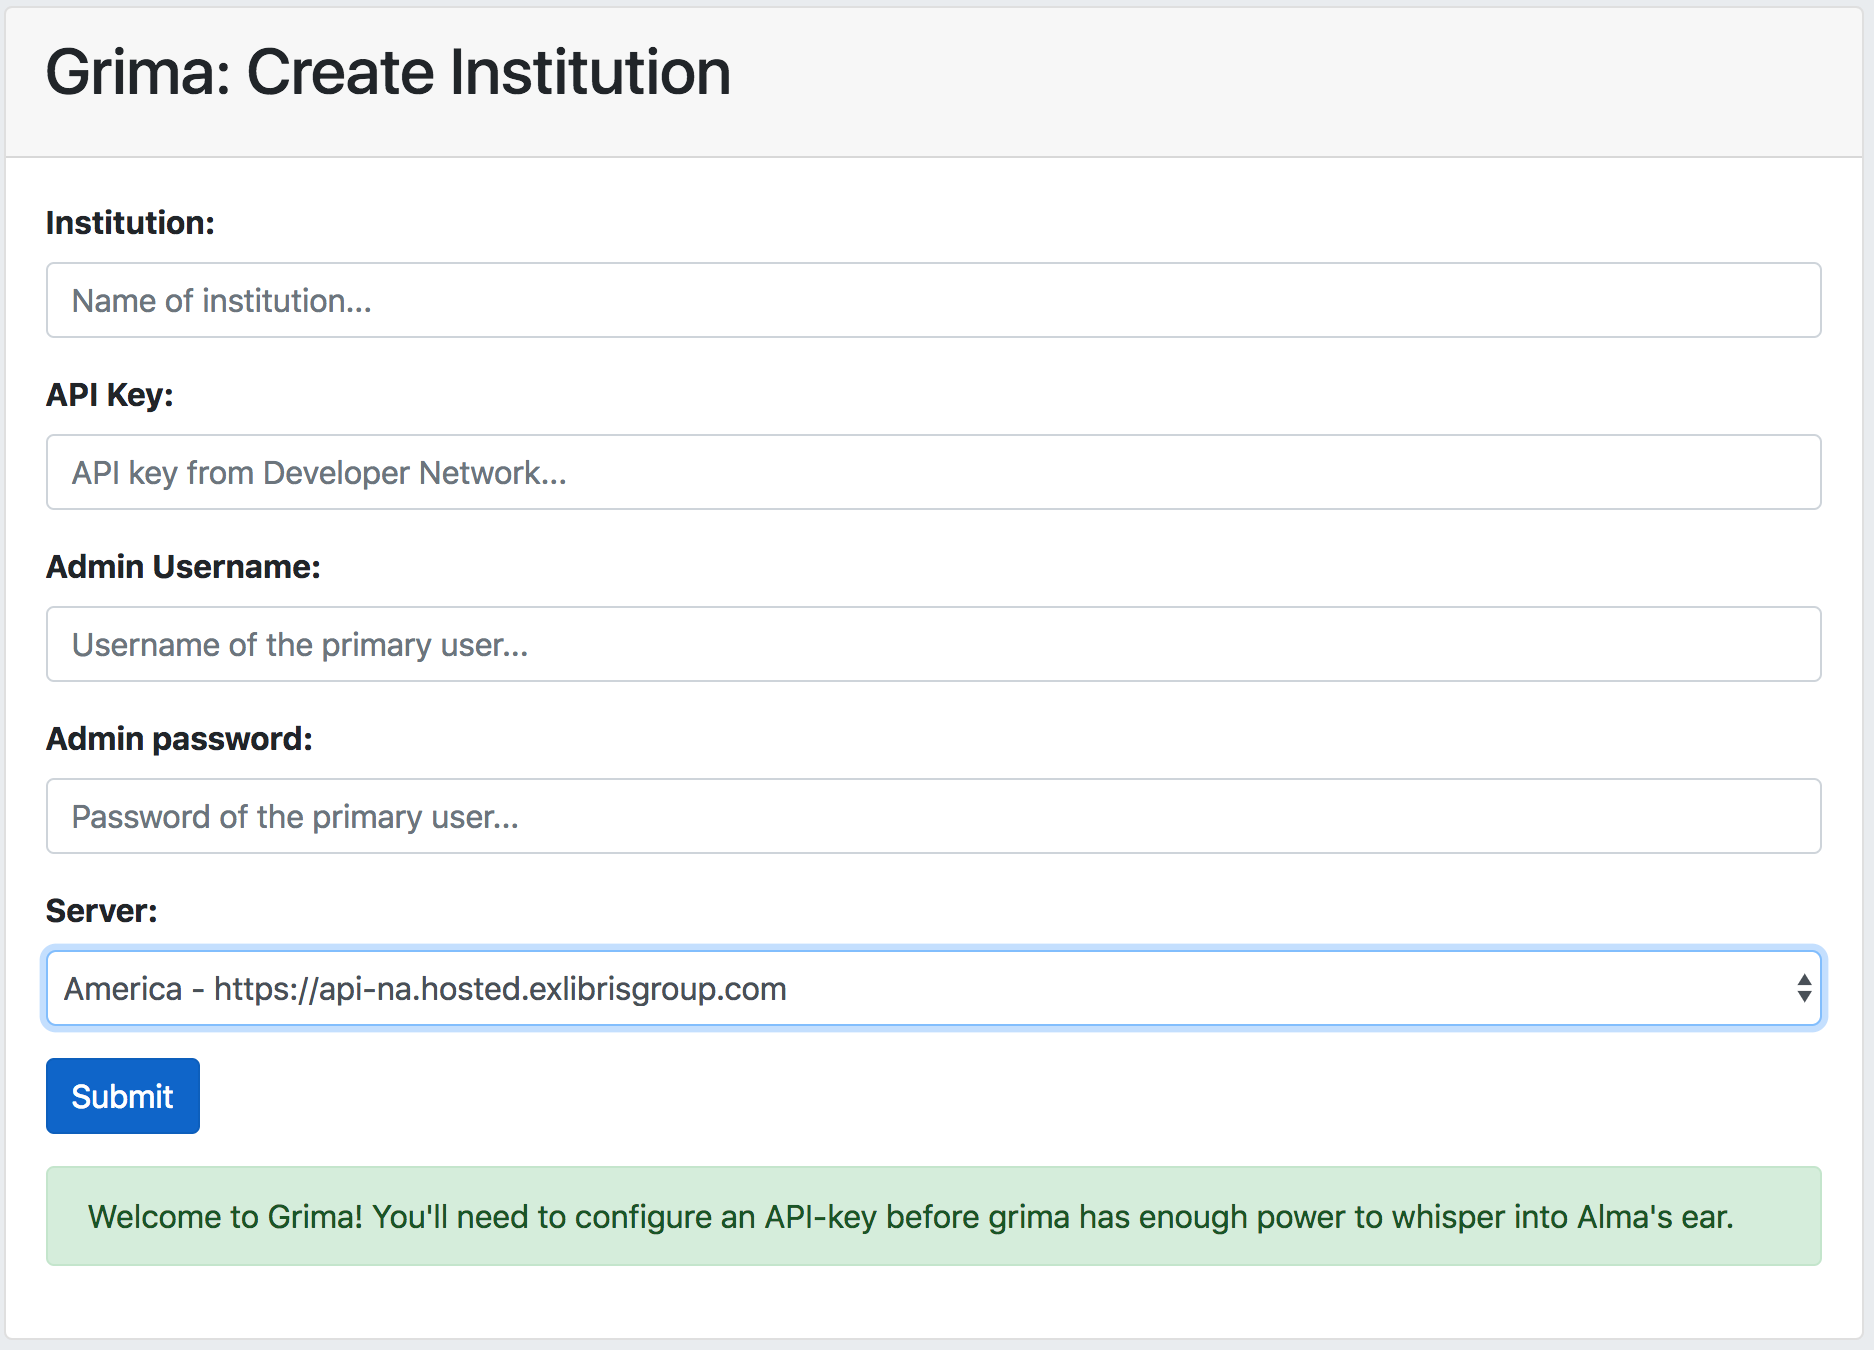 Grima: Create Institution
Institution:
Name of institution...
API Key:
API key from Developer Network...
Admin Username:
Username of the primary user...
Admin password:
Password of the primary user...
Server:
America - https://api-na.hosted.exlibrisgroup.com
Submit
Welcome to Grima! You'll need to configure an API-key before grima has enough power to whisper into Alma's ear.